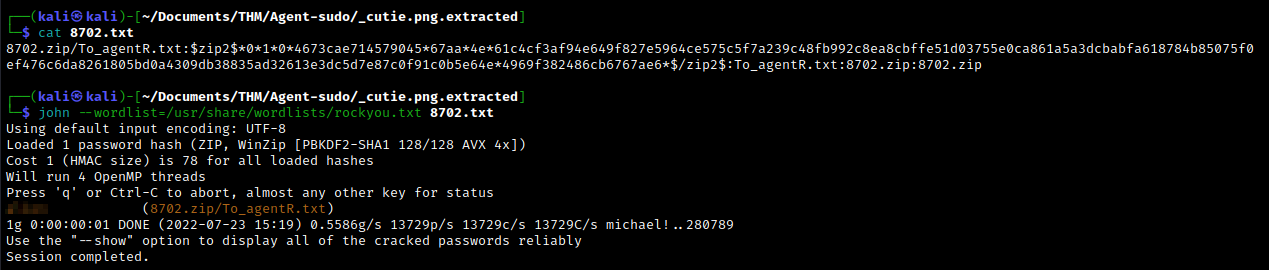 ┌──(kali㉿kali)-[~/Documents/THM/Agent-sudo/_cutie.png.extracted]
└─$ cat 8702.txt
8702.zip/To_agentR.txt:$zip2$*0*1*0*4673cae714579045*67aa*4e*61c4cf3af94e649f827e5964ce575c5f7a239c48fb992c8ea8cbffe51d03755e0ca861a5a3dcbabfa618784b85075f0
ef476c6da8261805bd0a4309db38835ad32613e3dc5d7e87c0f91c0b5e64e*4969f382486cb6767ae6*$/zip2$:To_agentR.txt:8702.zip:8702.zip
┌──(kali㉿kali)-[~/Documents/THM/Agent-sudo/_cutie.png.extracted]
└─$ john --wordlist=/usr/share/wordlists/rockyou.txt 8702.txt
Using default input encoding: UTF-8
Loaded 1 password hash (ZIP, WinZip [PBKDF2-SHA1 128/128 AVX 4x])
Cost 1 (HMAC size) is 78 for all loaded hashes
Will run 4 OpenMP threads
Press 'q' or Ctrl-C to abort, almost any other key for status
(8702.zip/To_agentR.txt)
1g 0:00:00:01 DONE (2022-07-23 15:19) 0.5586g/s 13729p/s 13729c/s 13729C/s michael!..280789
Use the "--show" option to display all of the cracked passwords reliably
Session completed.